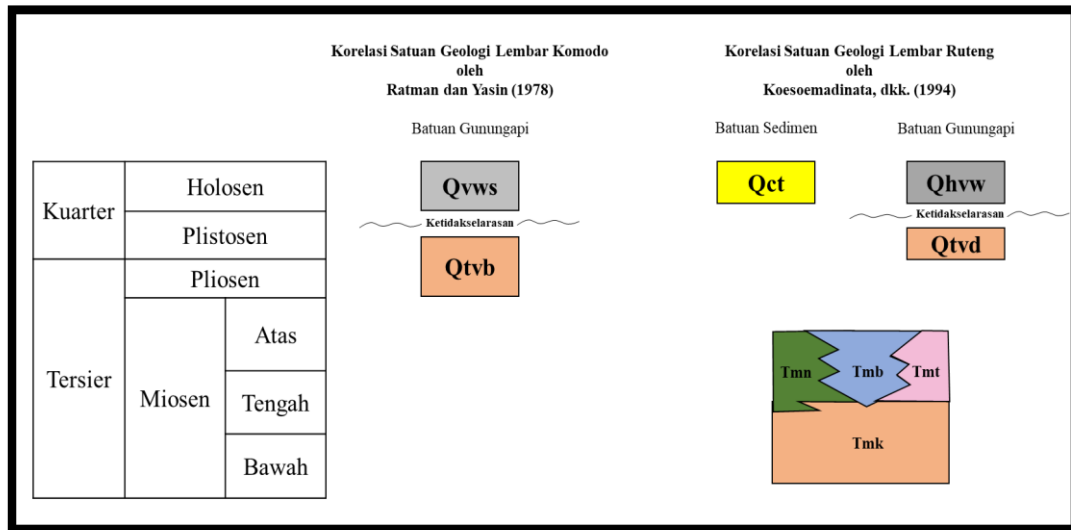 Korelasi Satuan Geologi Lembar Komodo
oleh
Ratman dan Yasin (1978)
Korelasi Satuan Geologi Lembar Ruteng
oleh
Koesoemadinata, dkk. (1994)
Batuan Gunungapi
Batuan Sedimen
Batuan Gunungapi
Kuarter
Holosen
Plistosen
Tersier
Pliosen
Miosen
Atas
Tengah
Bawah
Qvws
Ketidakselarasan
Qtvb
Qct
Qhvw
Ketidakselarasan
Qtvd
Tmn
Tmb
Tmt
Tmk